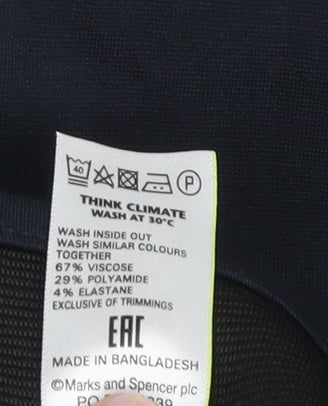 40 P
THINK CLIMATE
WASH AT 30°C
WASH INSIDE OUT
WASH SIMILAR COLOURS
TOGETHER
67% VISCOSE
29% POLYAMIDE
4% ELASTANE
EXCLUSIVE OF TRIMMINGS
EAC
MADE IN BANGLADESH
©Marks and Spencer plc
PO